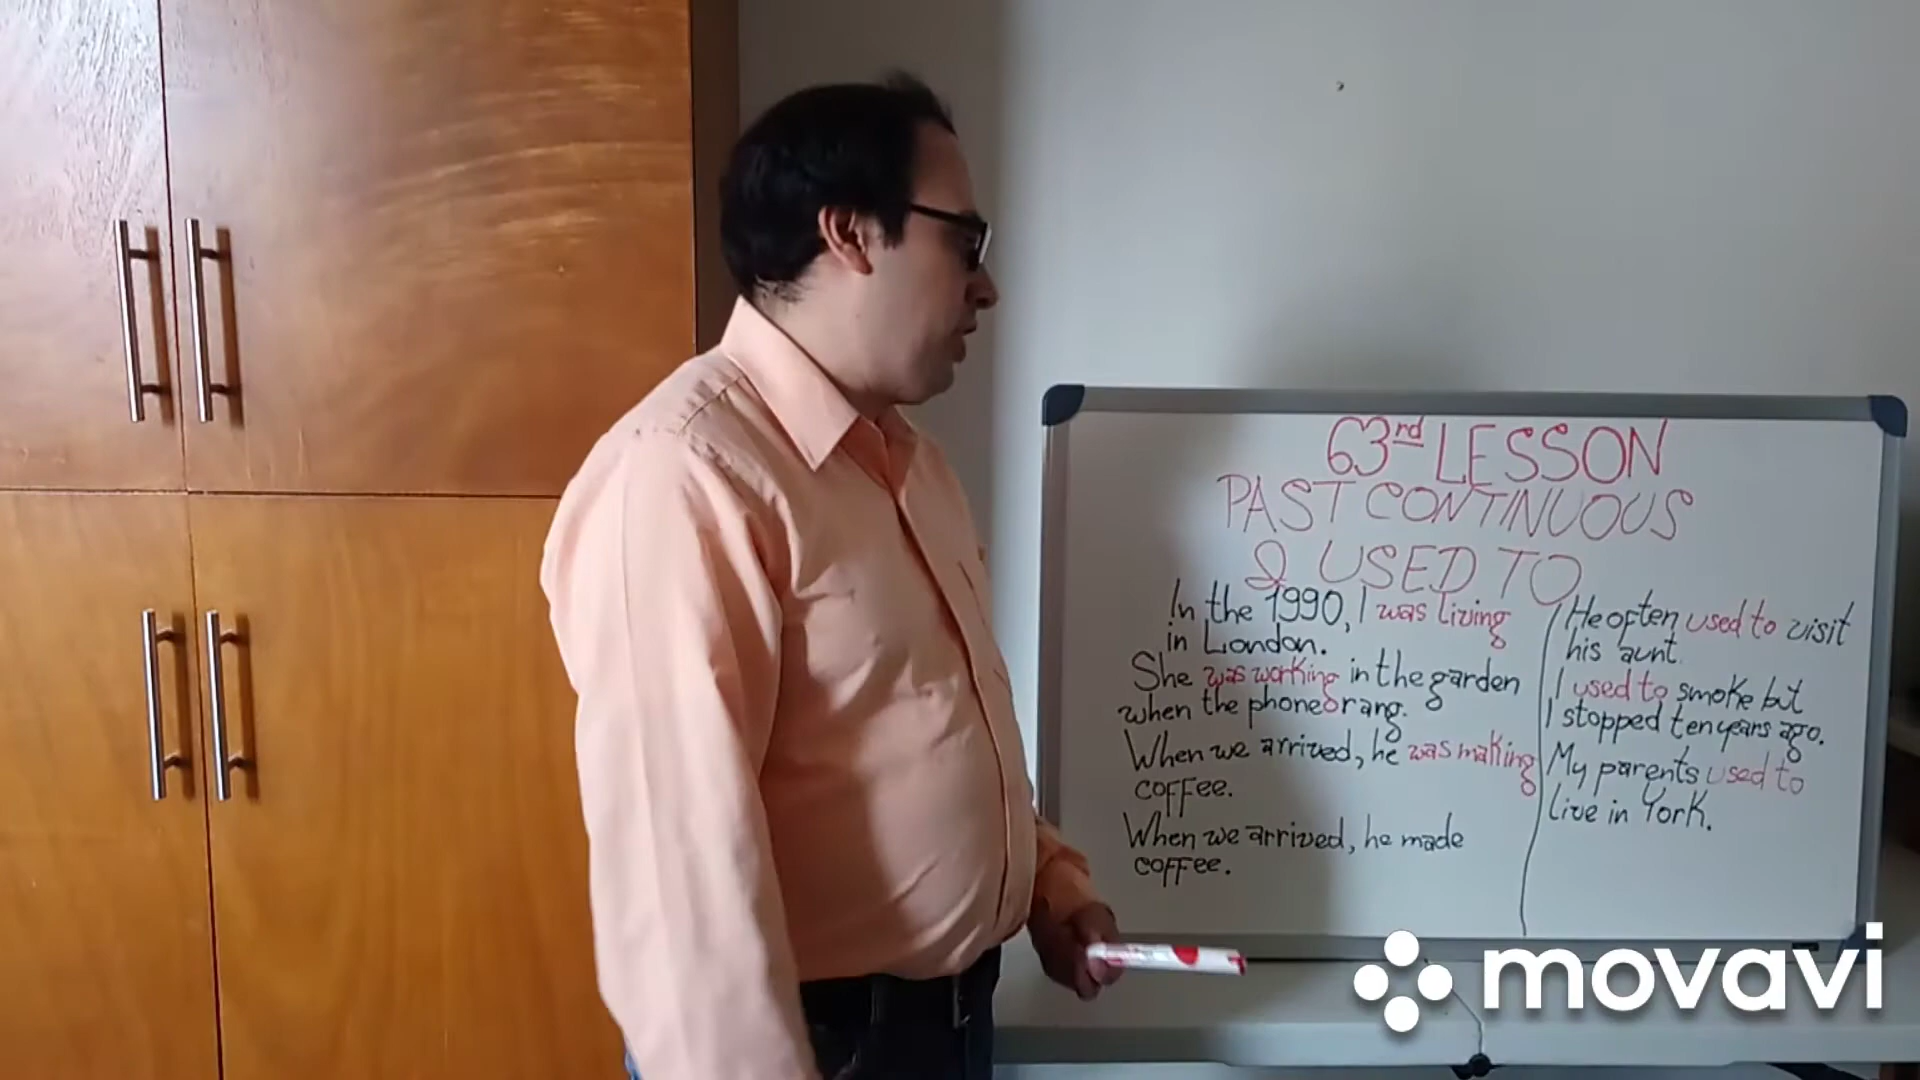 63rd LESSON
PAST CONTINUOUS
& USED TO
In the 1990, I was living
in London.
She was working in the garden
when the phone rang.
When we arrived, he was making
coffee.
When we arrived, he made
coffee.
He often used to visit
his aunt.
I used to smoke but
I stopped ten years ago.
My parents used to
live in York.
movavi